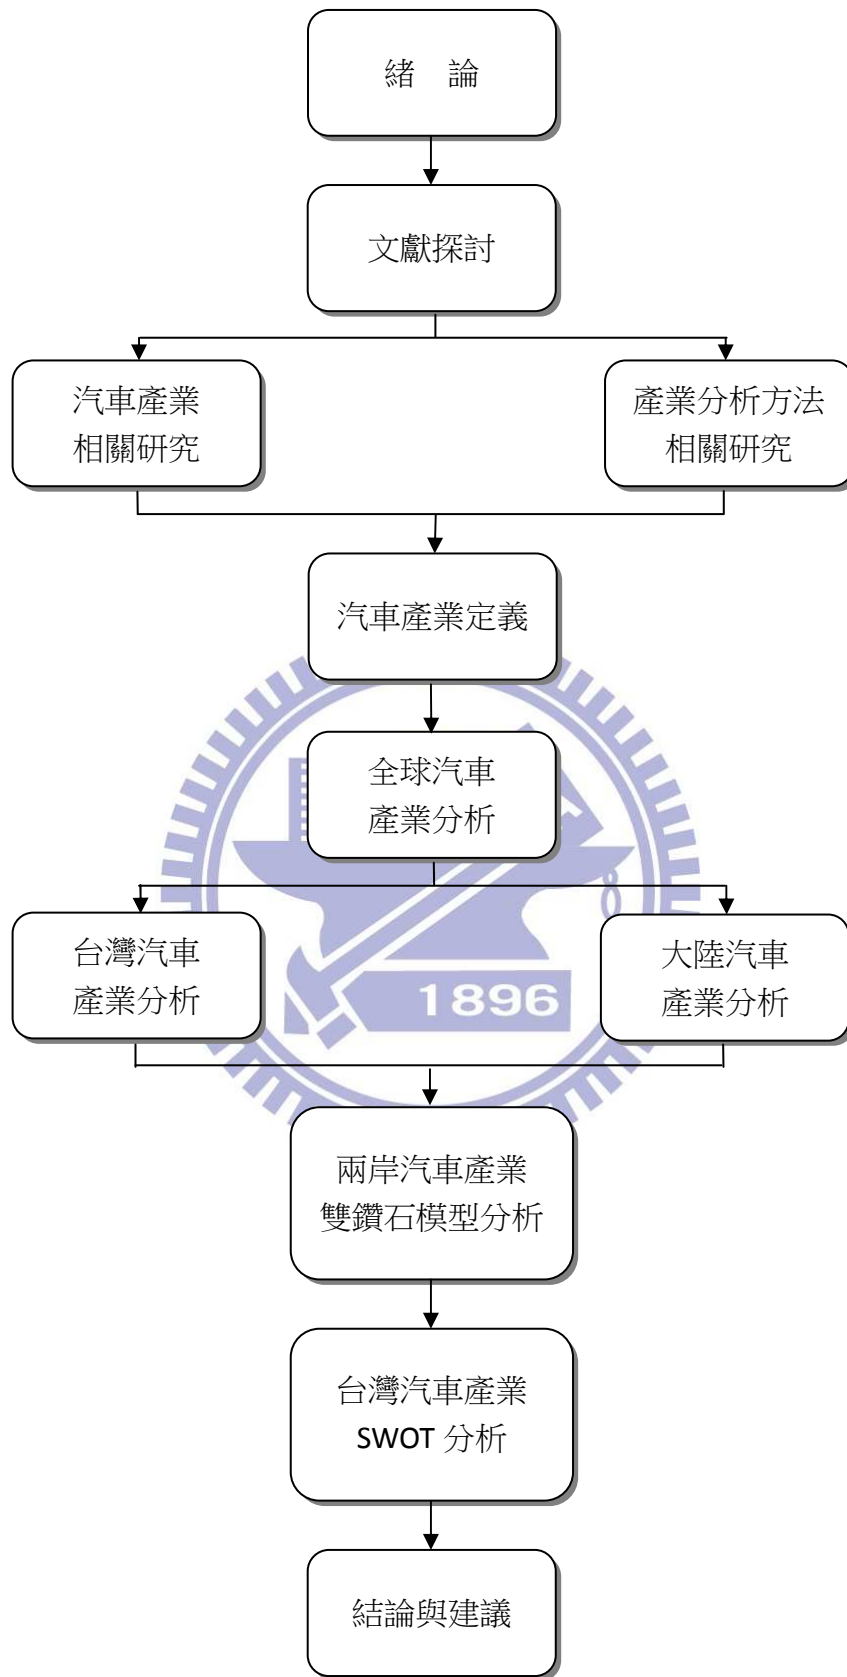 緒 論
文獻探討
汽車產業
相關研究
產業分析方法
相關研究
汽車產業定義
全球汽車
產業分析
台灣汽車
產業分析
大陸汽車
產業分析
1896
兩岸汽車產業
雙鑽石模型分析
台灣汽車產業
SWOT 分析
結論與建議